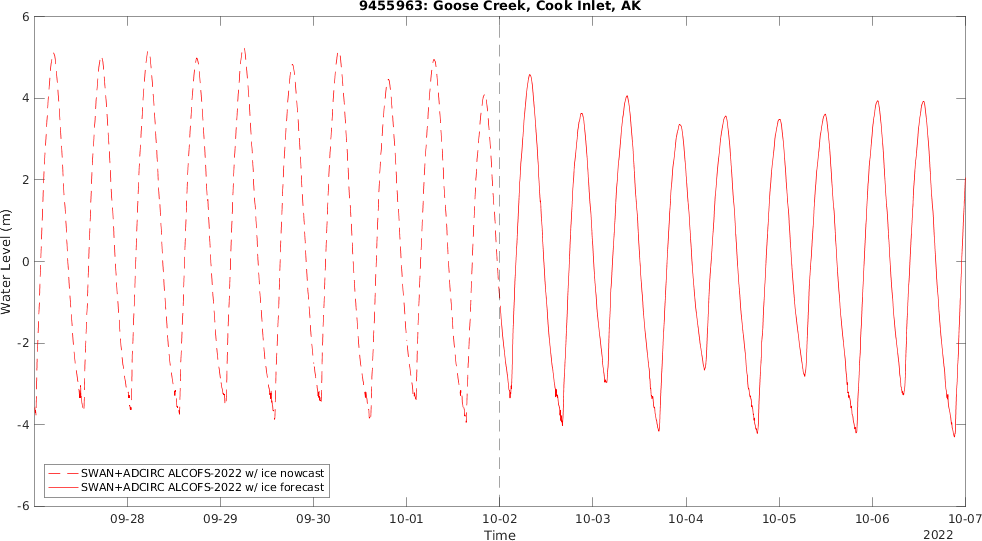 9455963: Goose Creek, Cook Inlet, AK
6
4
2
0
-2
-4
-6
Water Level (m)
SWAN+ADCIRC ALCOFS-2022 w/ ice nowcast
SWAN+ADCIRC ALCOFS-2022 w/ ice forecast
09-28 09-29 09-30 10-01 10-02 10-03 10-04 10-05 10-06 10-07
Time
2022